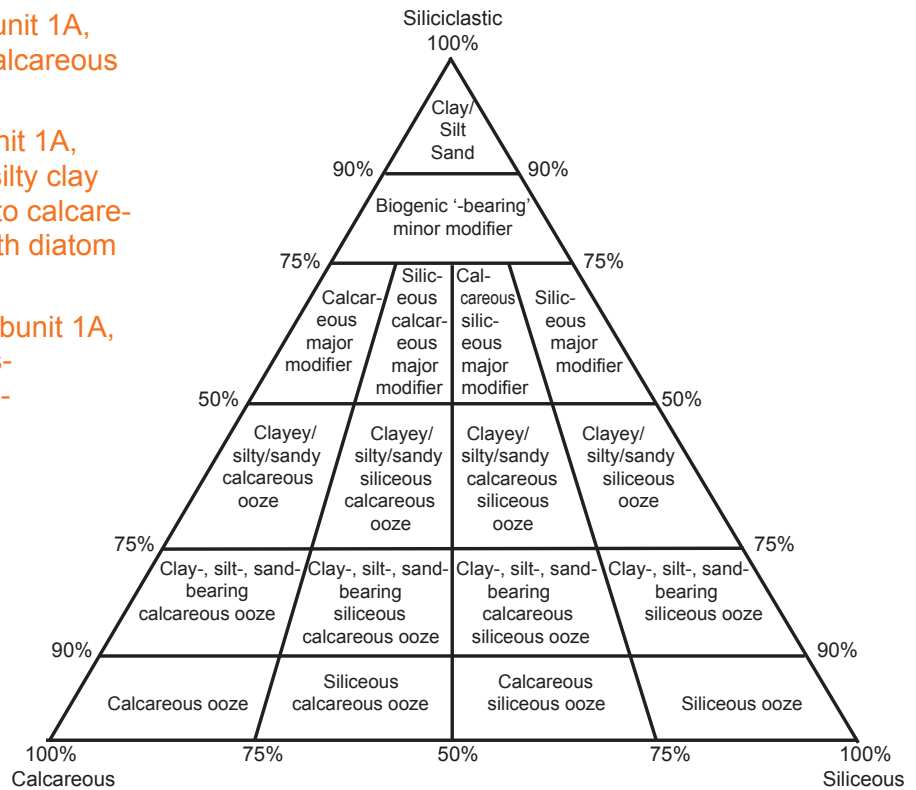 unit 1A,
alcareous
nit 1A,
silty clay
to calcare-
th diatom
bunit 1A,
s-
-
Siliciclastic
100%
Clay/
Silt
Sand
90%
90%
Biogenic ‘-bearing’
minor modifier
75%
75%
Calcar-
eous
major
modifier
Silic-
eous
calcar-
eous
major
modifier
Cal-
careous
silic-
eous
major
modifier
Silic-
eous
major
modifier
50%
50%
Clayey/
silty/sandy
calcareous
ooze
Clayey/
silty/sandy
siliceous
calcareous
ooze
Clayey/
silty/sandy
calcareous
siliceous
ooze
Clayey/
silty/sandy
siliceous
ooze
75%
75%
Clay-, silt-, sand-
bearing
calcareous ooze
Clay-, silt-, sand-
bearing
siliceous
calcareous ooze
Clay-, silt-, sand-
bearing
calcareous
siliceous ooze
Clay-, silt-, sand-
bearing
siliceous ooze
90%
90%
Calcareous ooze
Siliceous
calcareous ooze
Calcareous
siliceous ooze
Siliceous ooze
100%
75%
50%
75%
100%
Calcareous
Siliceous